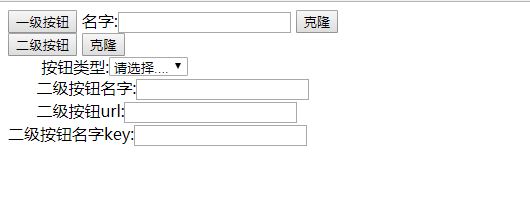 一级按钮 名字: 克隆
二级按钮 克隆
按钮类型: 请选择....
二级按钮名字:
二级按钮url:
二级按钮名字key: